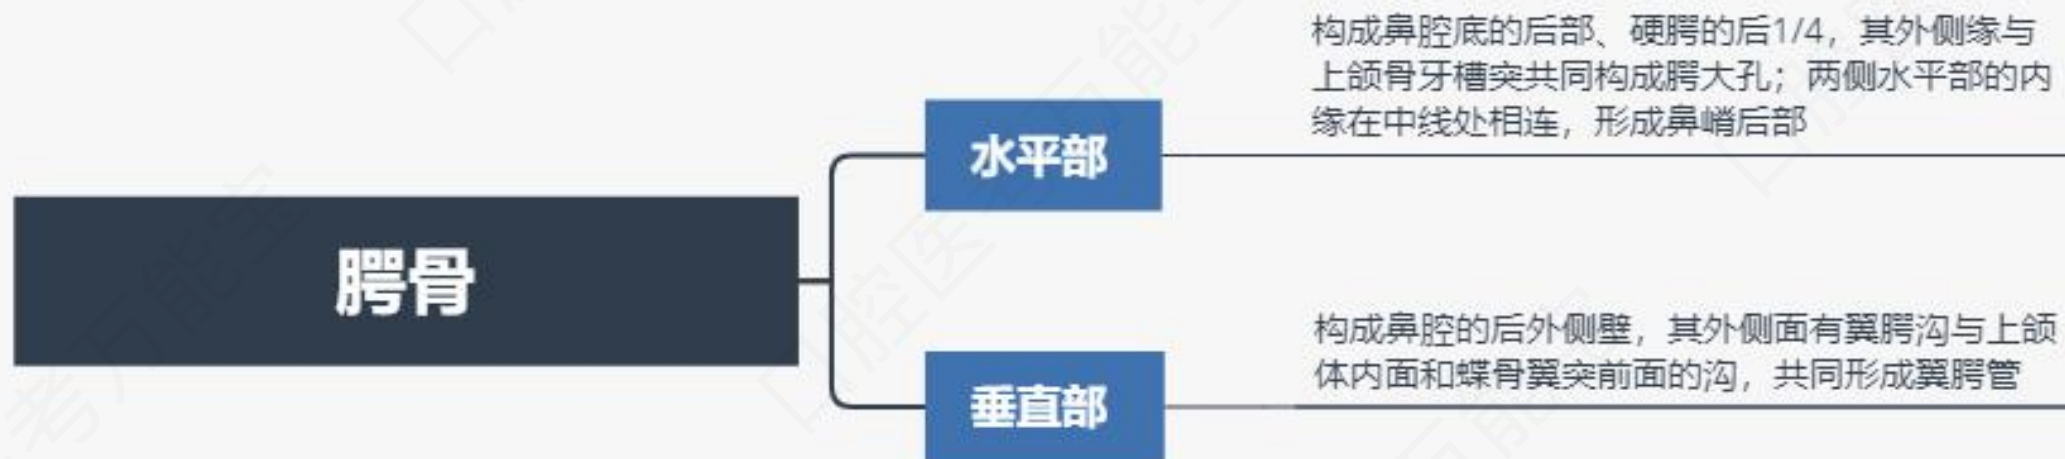 构成鼻腔底的后部、硬腭的后1/4，其外侧缘与
上颌骨牙槽突共同构成腭大孔；两侧水平部的内
缘在中线处相连，形成鼻嵴后部
水平部
腭骨
构成鼻腔的后外侧壁，其外侧面有翼腭沟与上颌
体内面和蝶骨翼突前面的沟，共同形成翼腭管
垂直部